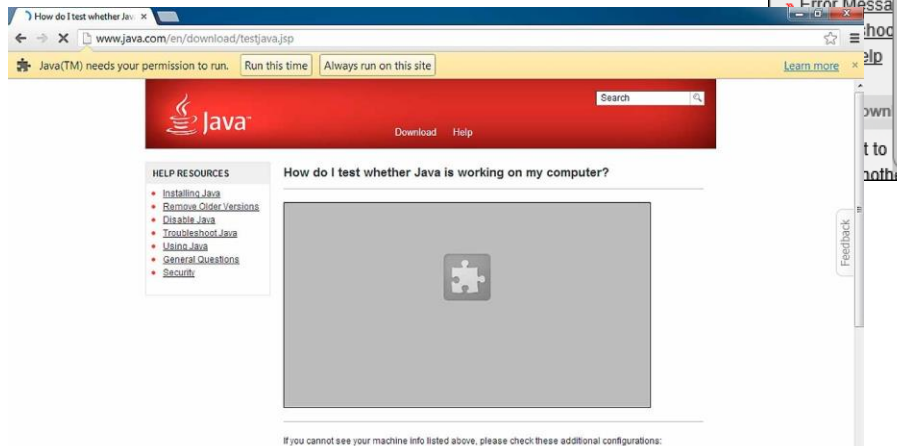 How do I test whether Jav
www.java.com/en/download/testjava.jsp
Java(TM) needs your permission to run. Run this time Always run on this site Learn more
Java
Search
Download Help
HELP RESOURCES
Installing Java
Remove Older Versions
Disable Java
Troubleshoot Java
Using Java
General Questions
Security
How do I test whether Java is working on my computer?
If you cannot see your machine info listed above, please check these additional configurations:
Feedback
Error Messa
shoo
elp
own
t to
nothe